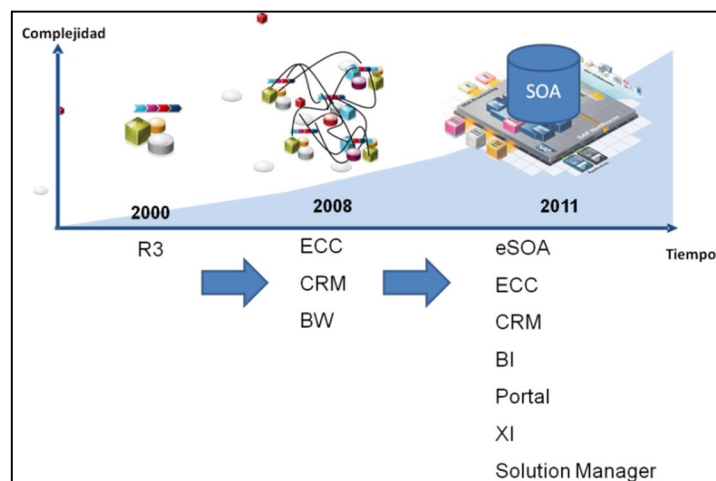 Complejidad
SOA
2000
2008
2011
Tiempo
R3
ECC
CRM
BW
eSOA
ECC
CRM
BI
Portal
XI
Solution Manager